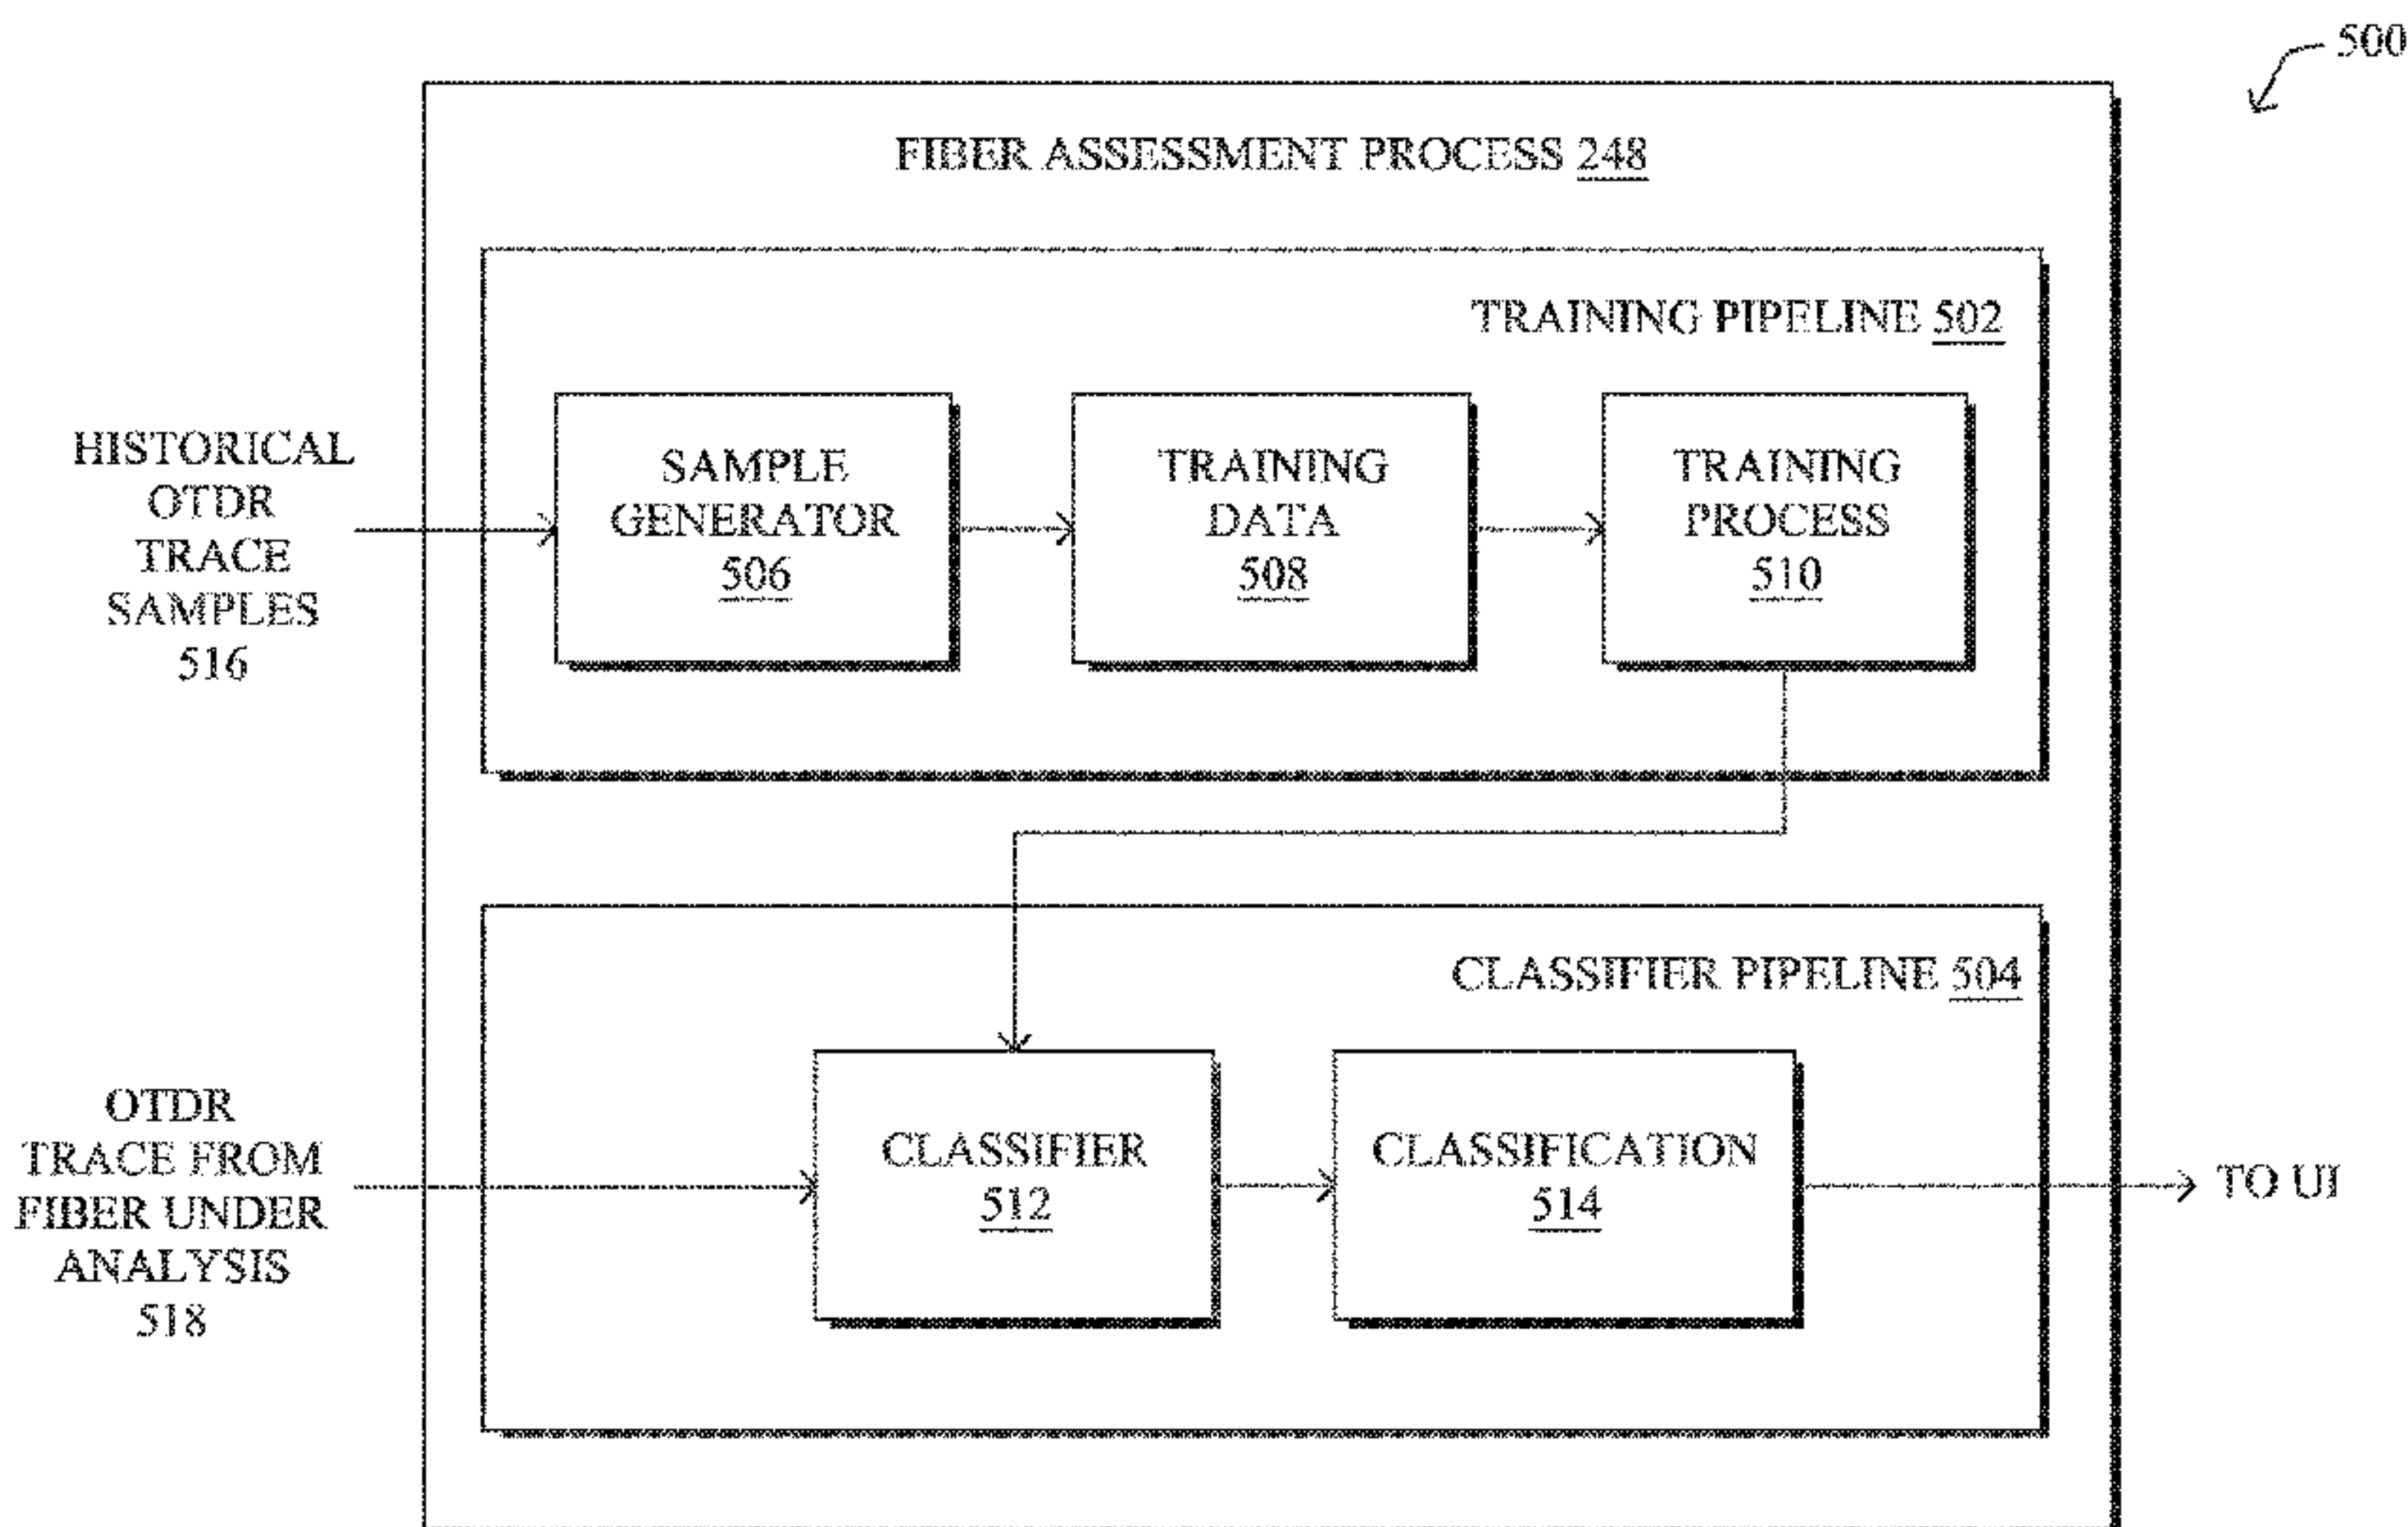 500
FIBER ASSESSMENT PROCESS 248
TRAINING PIPELINE 502
HISTORICAL
OTDR
TRACE
SAMPLES
516
SAMPLE
GENERATOR
506
TRAINING
DATA
508
TRAINING
PROCESS
510
CLASSIFIER PIPELINE 504
OTDR
TRACE FROM
FIBER UNDER
ANALYSIS
518
CLASSIFIER
512
CLASSIFICATION
514
TO UI